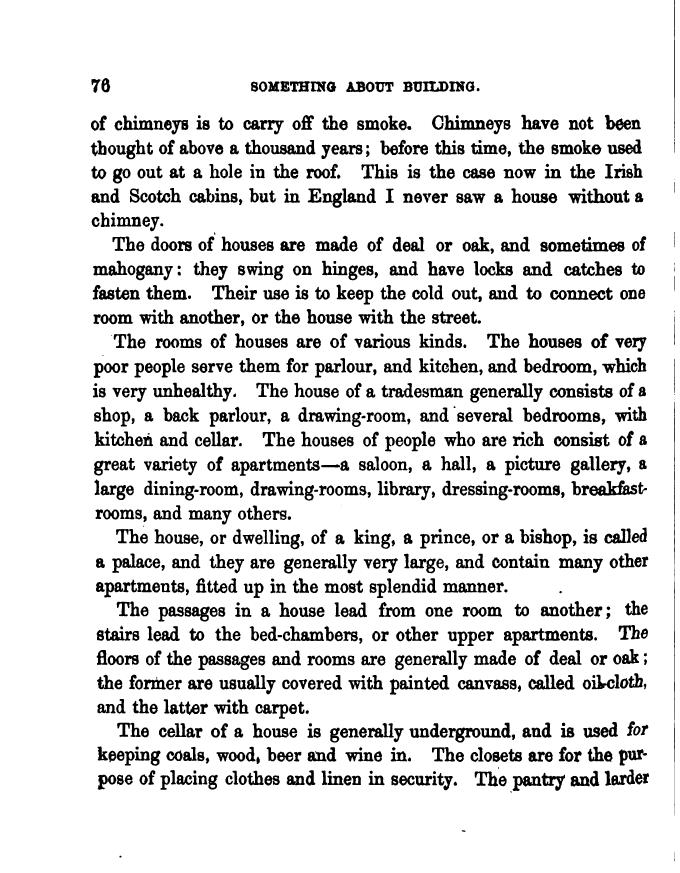 76 SOMETHING ABOUT BUILDING.
of chimneys is to carry off the smoke. Chimneys have not been
thought of above a thousand years; before this time, the smoke used
to go out at a hole in the roof. This is the case now in the Irish
and Scotch cabins, but in England I never saw a house without a
chimney.
The doors of houses are made of deal or oak, and sometimes of
mahogany: they swing on hinges, and have locks and catches to
fasten them. Their use is to keep the cold out, and to connect one
room with another, or the house with the street.
The rooms of houses are of various kinds. The houses of very
poor people serve them for parlour, and kitchen, and bedroom, which
is very unhealthy. The house of a tradesman generally consists of a
shop, a back parlour, a drawing-room, and several bedrooms, with
kitchen and cellar. The houses of people who are rich consist of a
great variety of apartments—a saloon, a hall, a picture gallery, a
large dining-room, drawing-rooms, library, dressing-rooms, breakfast-
rooms, and many others.
The house, or dwelling, of a king, a prince, or a bishop, is called
a palace, and they are generally very large, and contain many other
apartments, fitted up in the most splendid manner.
The passages in a house lead from one room to another; the
stairs lead to the bed-chambers, or other upper apartments. The
floors of the passages and rooms are generally made of deal or oak;
the former are usually covered with painted canvass, called oil-cloth,
and the latter with carpet.
The cellar of a house is generally underground, and is used for
keeping coals, wood, beer and wine in. The closets are for the pur-
pose of placing clothes and linen in security. The pantry and larder